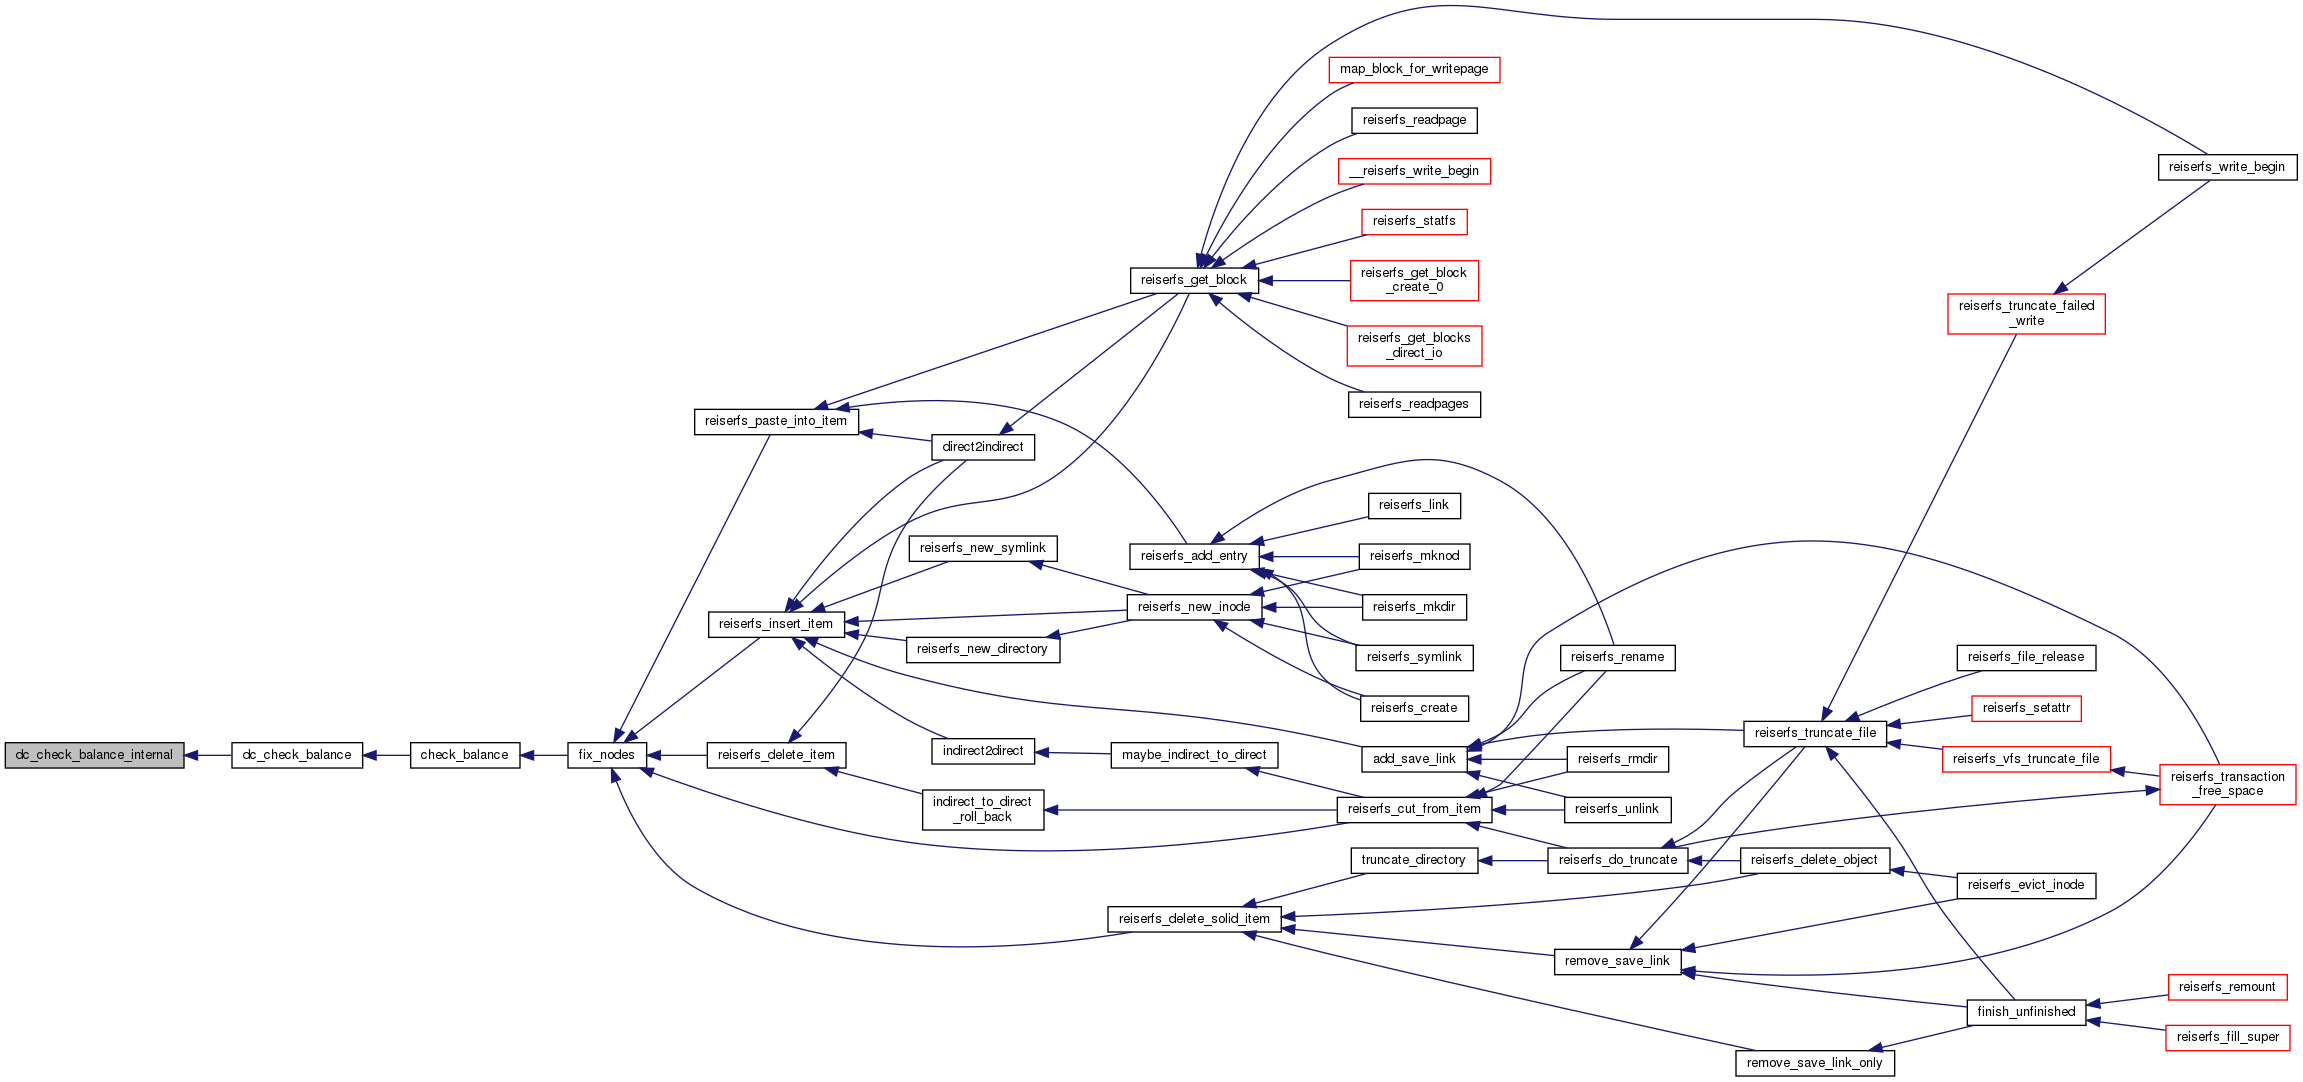 map_block_for_writepage
reiserfs_readpage
__reiserfs_write_begin
reiserfs_write_begin
reiserfs_statfs
reiserfs_get_block
reiserfs_get_block
_create_0
reiserfs_truncate_failed
_write
reiserfs_get_blocks
_direct_io
reiserfs_readpages
reiserfs_paste_into_item
direct2indirect
reiserfs_link
reiserfs_new_symlink
reiserfs_add_entry
reiserfs_mknod
reiserfs_insert_item
reiserfs_new_inode
reiserfs_mkdir
reiserfs_new_directory
reiserfs_symlink
reiserfs_rename
reiserfs_file_release
reiserfs_create
reiserfs_setattr
reiserfs_truncate_file
dc_check_balance_internal
dc_check_balance
check_balance
fix_nodes
reiserfs_delete_item
indirect2direct
maybe_indirect_to_direct
add_save_link
reiserfs_rmdir
reiserfs_vfs_truncate_file
reiserfs_transaction
_free_space
indirect_to_direct
_roll_back
reiserfs_cut_from_item
reiserfs_unlink
truncate_directory
reiserfs_do_truncate
reiserfs_delete_object
reiserfs_evict_inode
reiserfs_delete_solid_item
remove_save_link
reiserfs_remount
finish_unfinished
reiserfs_fill_super
remove_save_link_only